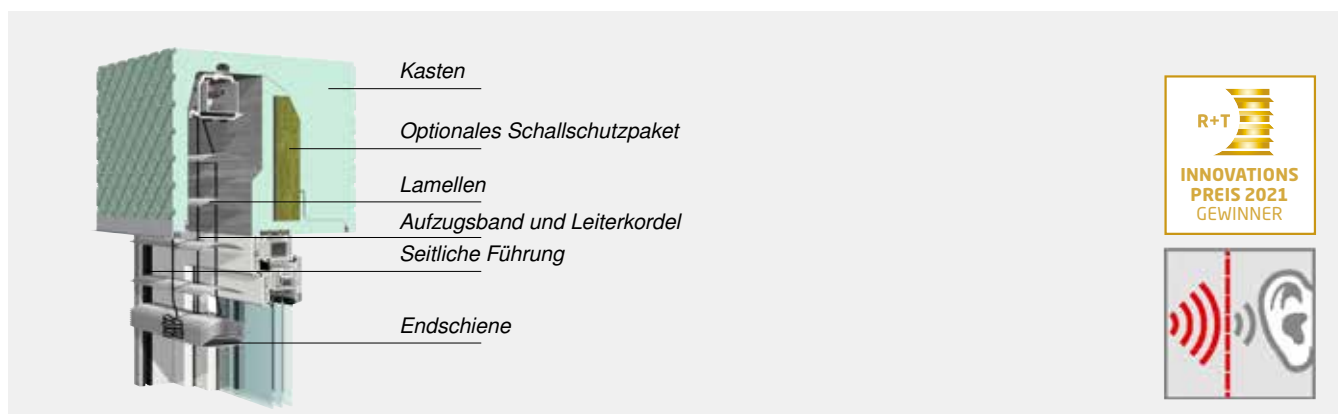 Kasten
Optionales Schallschutzpaket
Lamellen
Aufzugsband und Leiterkordel
Seitliche Führung
Endschiene
R+T
INNOVATIONS
PREIS 2021
GEWINNER